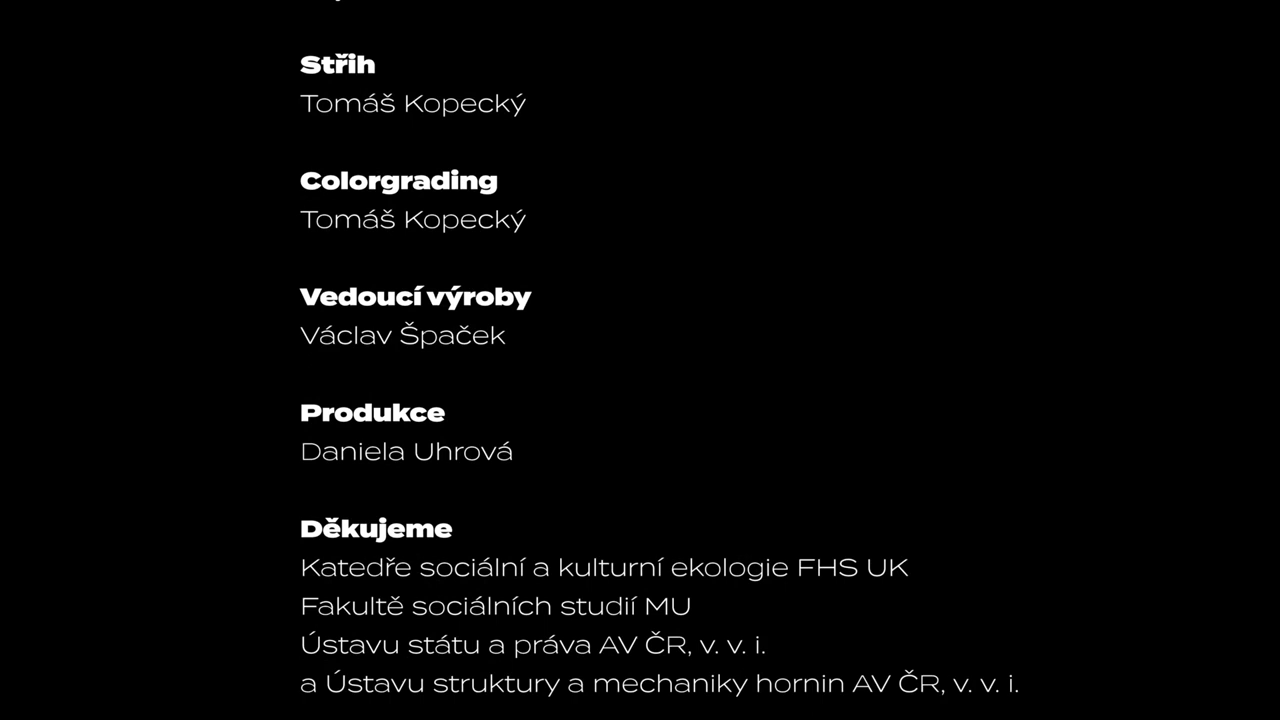 Střih
Tomáš Kopecký
Colorgrading
Tomáš Kopecký
Vedoucí výroby
Václav Špaček
Produkce
Daniela Uhrová
Děkujeme
Katedře sociální a kulturní ekologie FHS UK
Fakultě sociálních studií MU
Ústavu státu a práva AV ČR, v. v. i.
a Ústavu struktury a mechaniky hornin AV ČR, v. v. i.